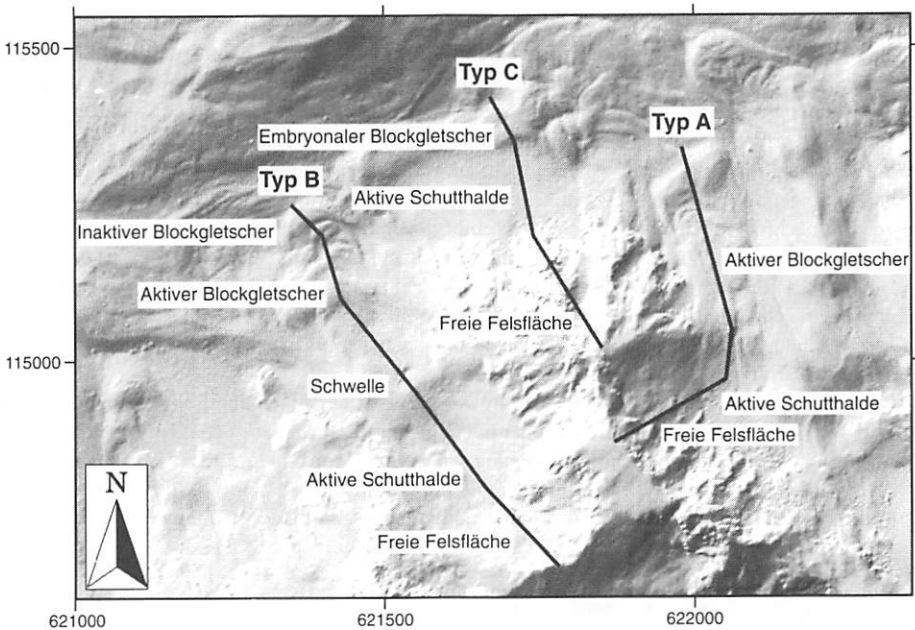 115500
Typ C
Typ A
Embryonaler Blockgletscher
Typ B
Aktive Schutthalde
Inaktiver Blockgletscher
Aktiver Blockgletscher
Aktiver Blockgletscher
Freie Felsfläche
115000
Schwelle
Aktive Schutthalde
Freie Felsfläche
Aktive Schutthalde
N
Freie Felsfläche
621000
621500
622000